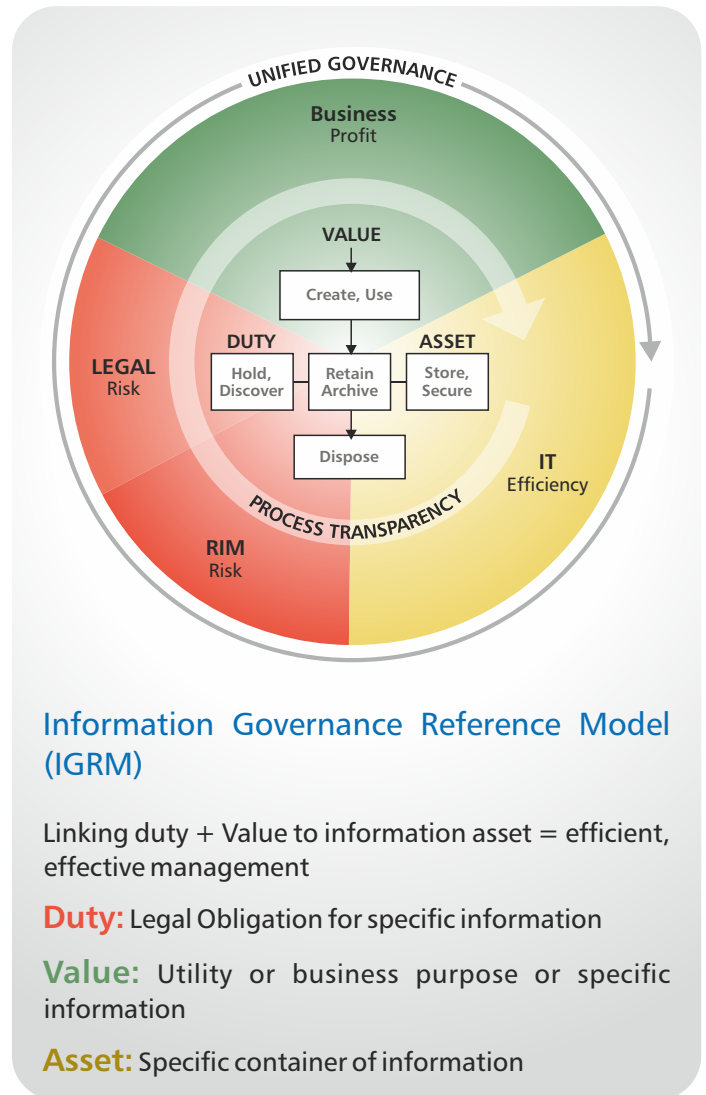 UNIFIED GOVERNANCE
Business
Profit
VALUE
Create, Use
DUTY
ASSET
LEGAL
Risk
Hold,
Discover
Retain
Archive
Store,
Secure
Dispose
IT
Efficiency
PROCESS TRANSPARENCY
RIM
Risk
Information Governance Reference Model
(IGRM)
Linking duty + Value to information asset = efficient,
effective management
Duty: Legal Obligation for specific information
Value: Utility or business purpose or specific
information
Asset: Specific container of information